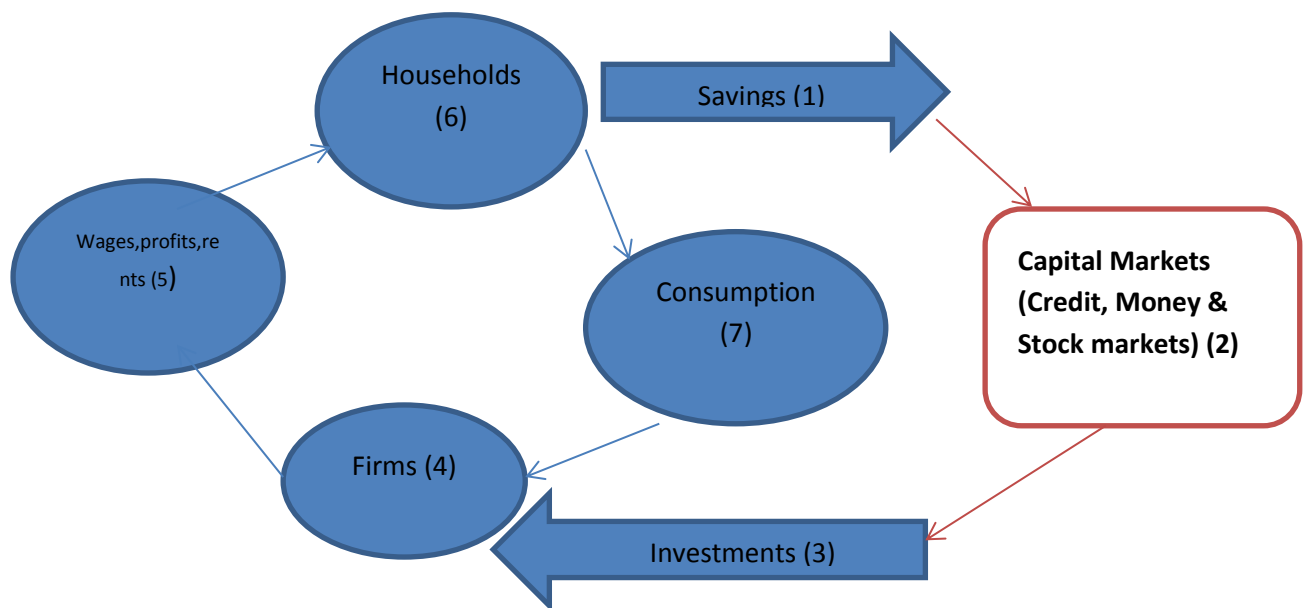 Households
(6)
Savings (1)
Wages,profits,re
nts (5)
Consumption
(7)
Capital Markets
(Credit, Money &
Stock markets) (2)
Firms (4)
Investments (3)